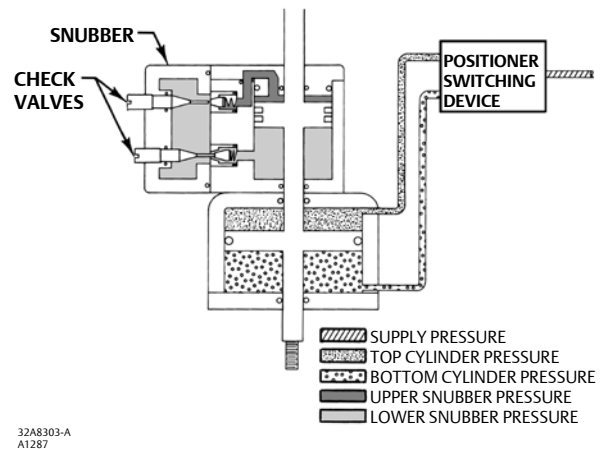 SNUBBER
CHECK
VALVES
POSITIONER
SWITCHING
DEVICE
SUPPLY PRESSURE
TOP CYLINDER PRESSURE
BOTTOM CYLINDER PRESSURE
UPPER SNUBBER PRESSURE
LOWER SNUBBER PRESSURE
32A8303-A
A1287